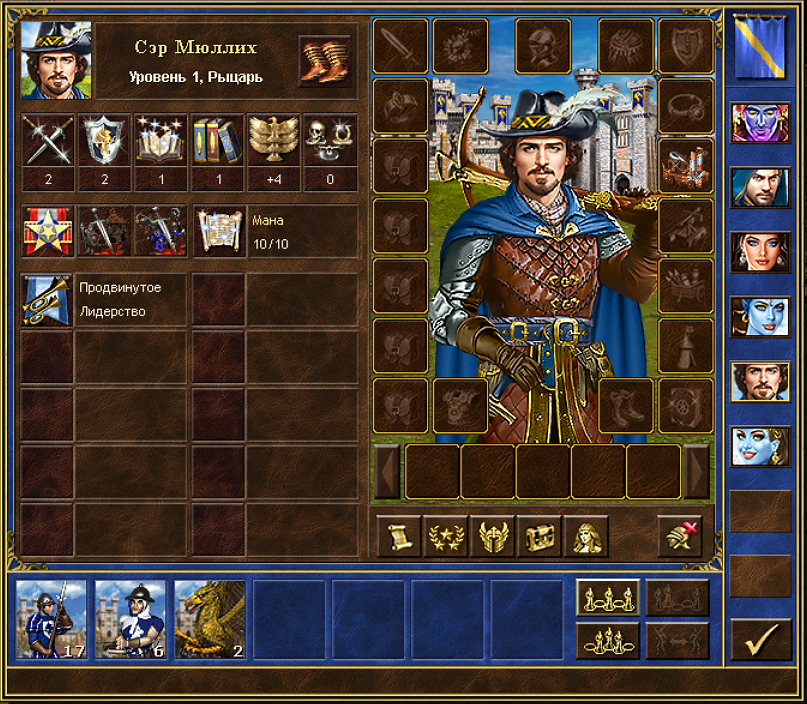 Сэр Мюллих
Уровень 1, Рыцарь
2
2
1
1
+4
0
Мана
10/10
Продвинутое
Лидерство
17
6
2